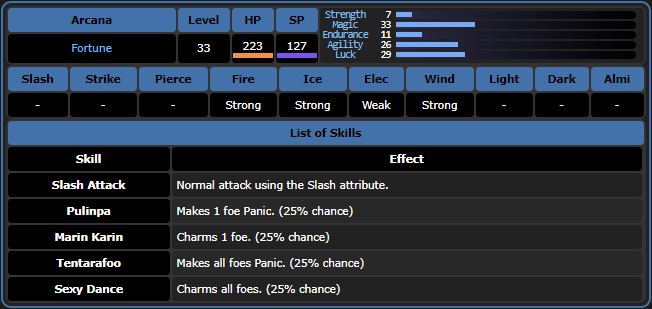 Arcana Level HP SP
Fortune 33 223 127
Strength 7
Magic 33
Endurance 11
Agility 26
Luck 29
Slash Strike Pierce Fire Ice Elec Wind Light Dark Almi
- - - Strong Strong Weak Strong - - -
List of Skills
Skill Effect
Slash Attack Normal attack using the Slash attribute.
Pulinpa Makes 1 foe Panic. (25% chance)
Marin Karin Charms 1 foe. (25% chance)
Tentarafoo Makes all foes Panic. (25% chance)
Sexy Dance Charms all foes. (25% chance)